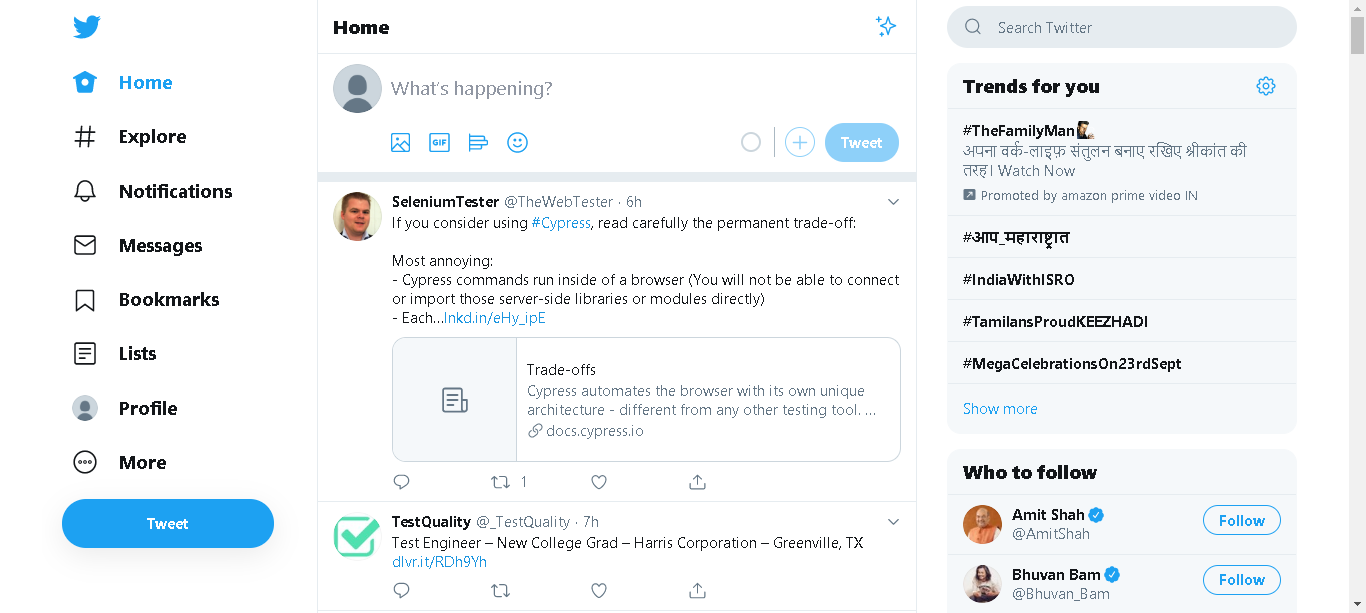 Home
Explore
Notifications
Messages
Bookmarks
Lists
Profile
More
Tweet
Home
What's happening?
GIF
Tweet
SeleniumTester @TheWebTester · 6h
If you consider using #Cypress, read carefully the permanent trade-off:
Most annoying:
- Cypress commands run inside of a browser (You will not be able to connect
or import those server-side libraries or modules directly)
- Each...lnkd.in/eHy_ipE
Trade-offs
Cypress automates the browser with its own unique
architecture - different from any other testing tool. ...
docs.cypress.io
1
TestQuality @_TestQuality · 7h
Test Engineer – New College Grad – Harris Corporation – Greenville, TX
dlvr.it/RDh9Yh
Search Twitter
Trends for you
#TheFamilyMan
अपना वर्क-लाइफ़ संतुलन बनाए रखिए श्रीकांत की
तरह। Watch Now
Promoted by amazon prime video IN
#आप_महाराष्ट्रात
#IndiaWithISRO
#TamilansProudKEEZHADI
#MegaCelebrationsOn23rdSept
Show more
Who to follow
Amit Shah
@AmitShah
Follow
Bhuvan Bam
@Bhuvan_Bam
Follow